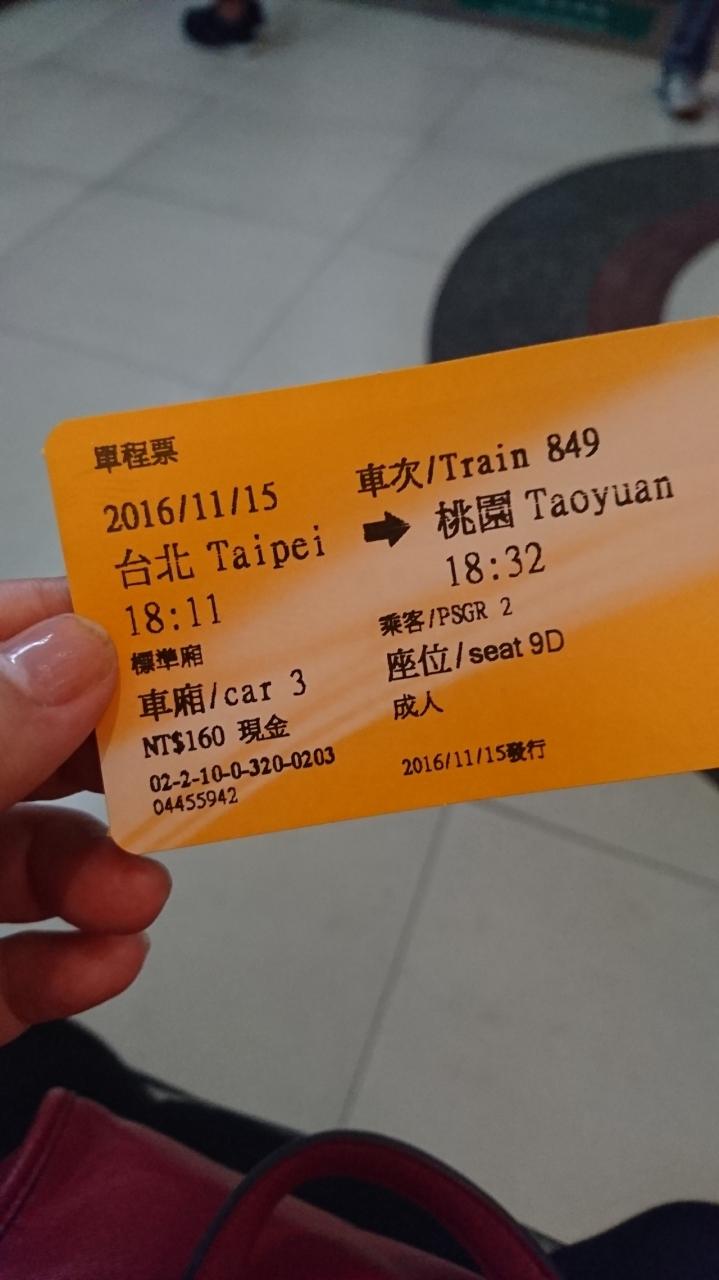 單程票
2016/11/15 車次/Train 849
台北 Taipei → 桃園 Taoyuan
18:11 18:32
標準廂 乘客/PSGR 2
車廂/car 3 座位/seat 9D
NT$160 現金 成人
02-2-10-0-320-0203 2016/11/15發行
04455942